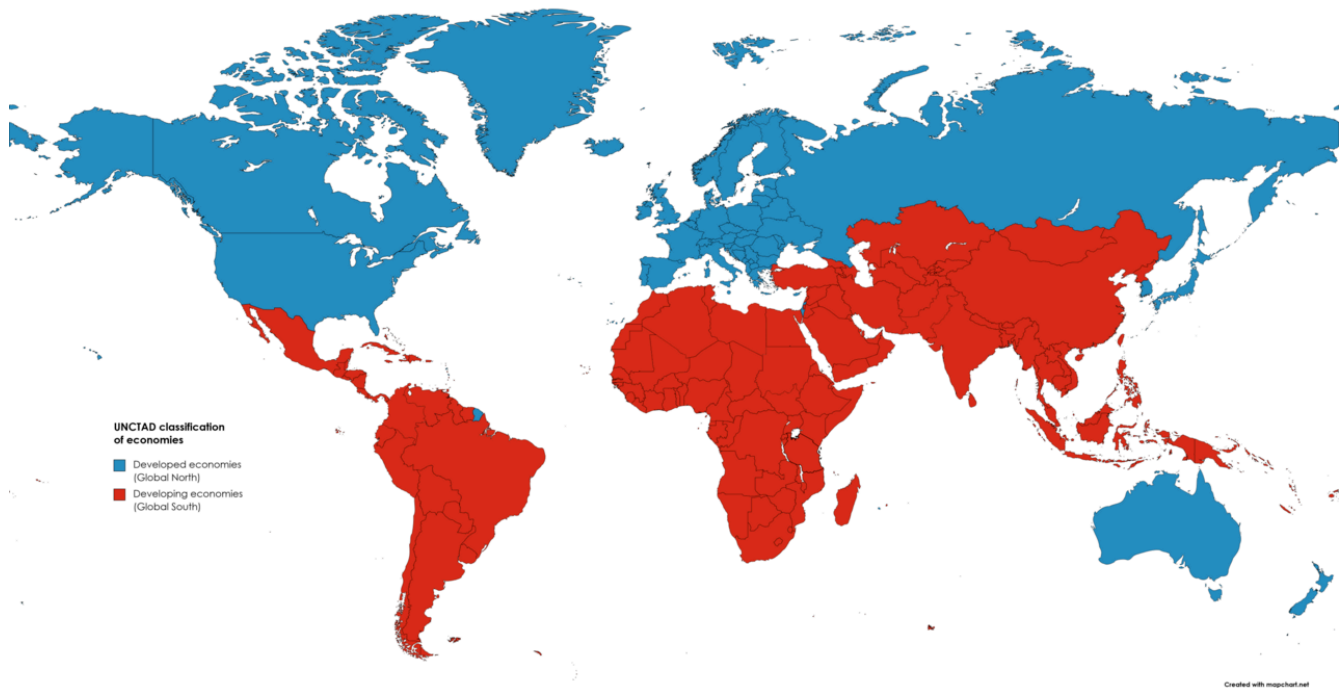 UNCTAD classification
of economies
Developed economies
(Global North)
Developing economies
(Global South)
Created with mapchart.net